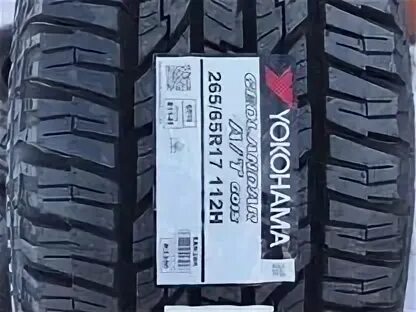 YOKOHAMA
GEOLANDAR
A/T G015
265/65R17 112H